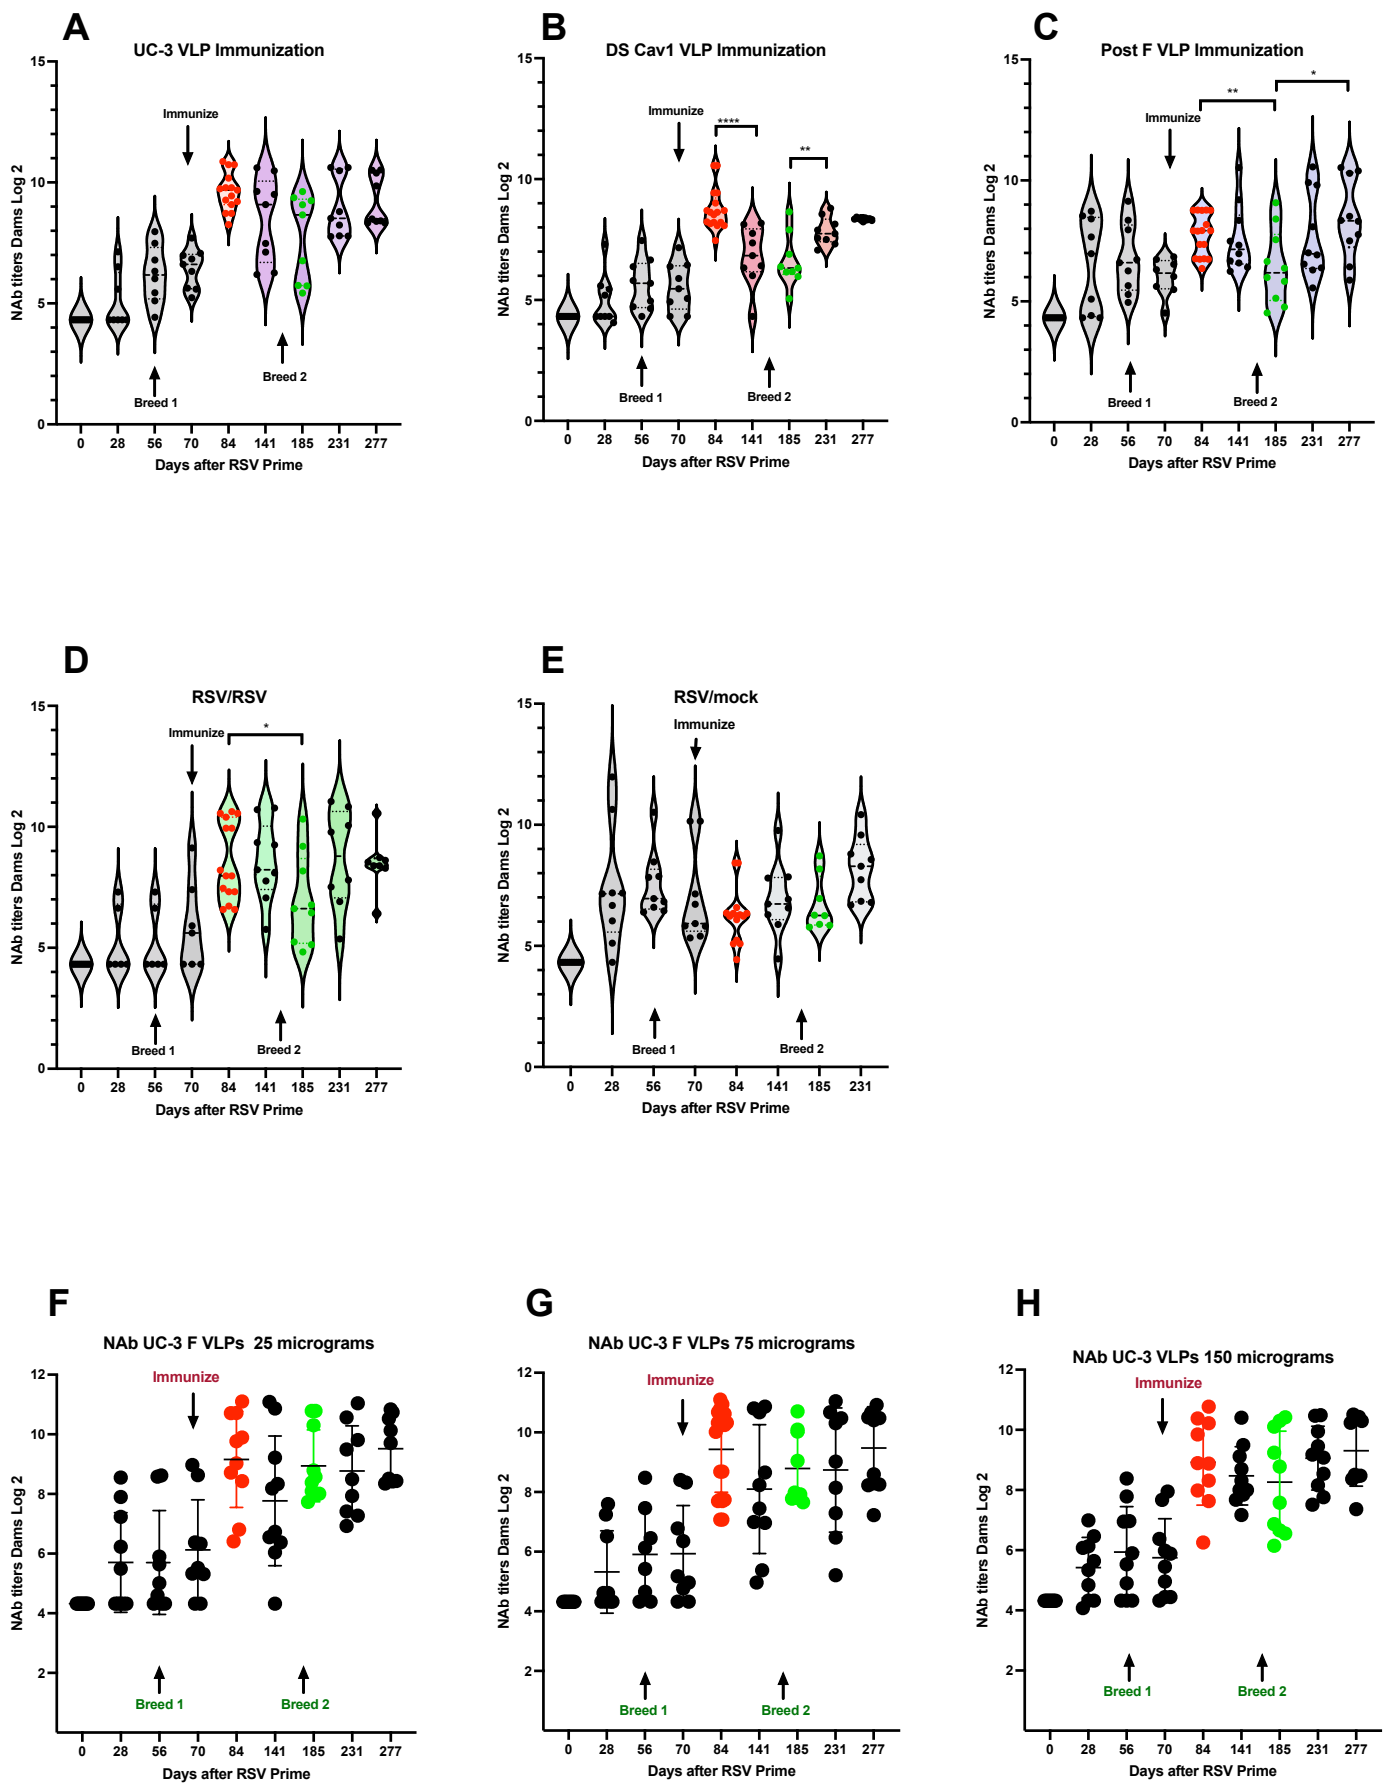 A
UC-3 VLP Immunization
NAb titers Dams Log 2
15
10
5
0
Immunize
Breed 1
Breed 2
0 28 56 70 84 141 185 231 277
Days after RSV Prime
B
DS Cav1 VLP Immunization
NAb titers Dams Log 2
15
10
5
0
Immunize
****
**
Breed 1
Breed 2
0 28 56 70 84 141 185 231 277
Days after RSV Prime
C
Post F VLP Immunization
NAb titers Dams Log 2
15
10
5
0
Immunize
**
*
Breed 1
Breed 2
0 28 56 70 84 141 185 231 277
Days after RSV Prime
D
RSV/RSV
NAb titers Dams Log 2
15
10
5
0
Immunize
*
Breed 1
Breed 2
0 28 56 70 84 141 185 231 277
Days after RSV Prime
E
RSV/mock
NAb titers Dams Log 2
15
10
5
0
Immunize
Breed 1
Breed 2
0 28 56 70 84 141 185 231
Days after RSV Prime
F
NAb UC-3 F VLPs 25 micrograms
NAb titers Dams Log 2
12
10
8
6
4
2
Immunize
Breed 1
Breed 2
0 28 56 70 84 141 185 231 277
Days after RSV Prime
G
NAb UC-3 F VLPs 75 micrograms
NAb titers Dams Log 2
12
10
8
6
4
2
Immunize
Breed 1
Breed 2
0 28 56 70 84 141 185 231 277
Days after RSV Prime
H
NAb UC-3 VLPs 150 micrograms
NAb titers Dams Log 2
12
10
8
6
4
2
Immunize
Breed 1
Breed 2
0 28 56 70 84 141 185 231 277
Days after RSV Prime